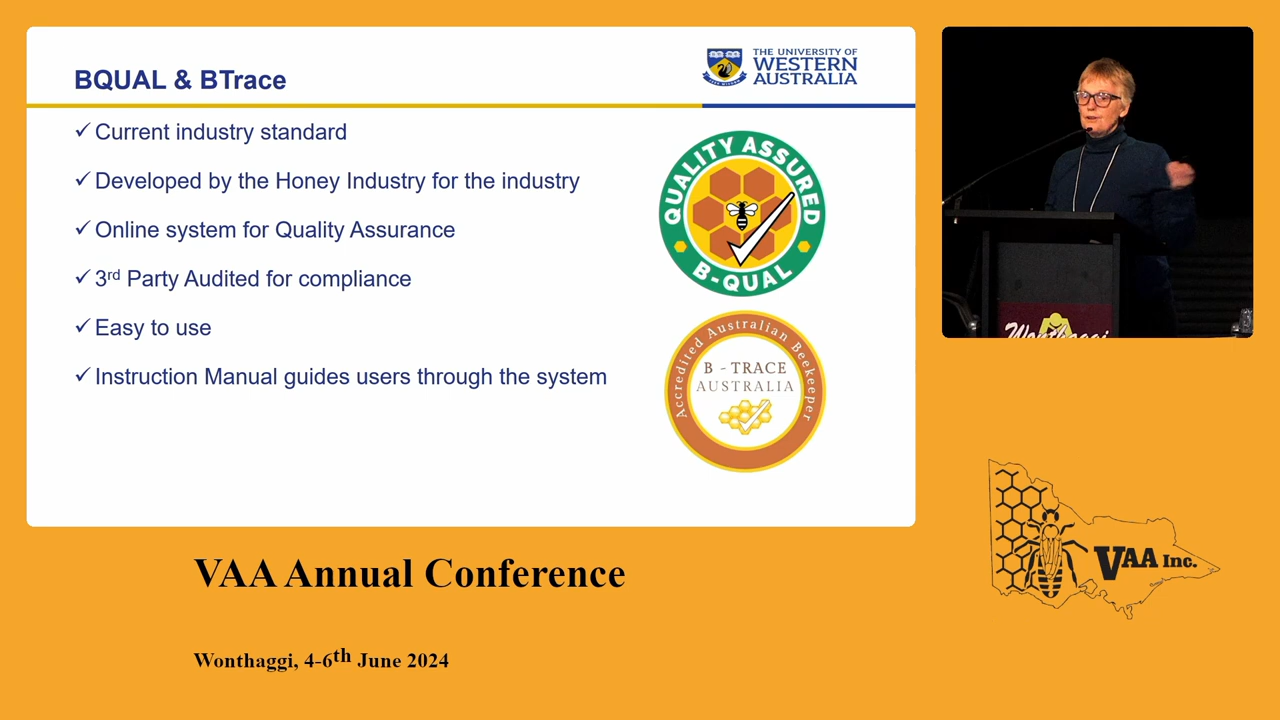 BQUAL & BTrace
THE UNIVERSITY OF
WESTERN
AUSTRALIA
✓ Current industry standard
✓ Developed by the Honey Industry for the industry
✓ Online system for Quality Assurance
✓ 3rd Party Audited for compliance
✓ Easy to use
✓ Instruction Manual guides users through the system
QUALITY ASSURED
B-QUAL
Accredited Australian Beekeeper
B - TRACE
AUSTRALIA
Wonthaggi
VAA Inc.
VAA Annual Conference
Wonthaggi, 4-6th June 2024